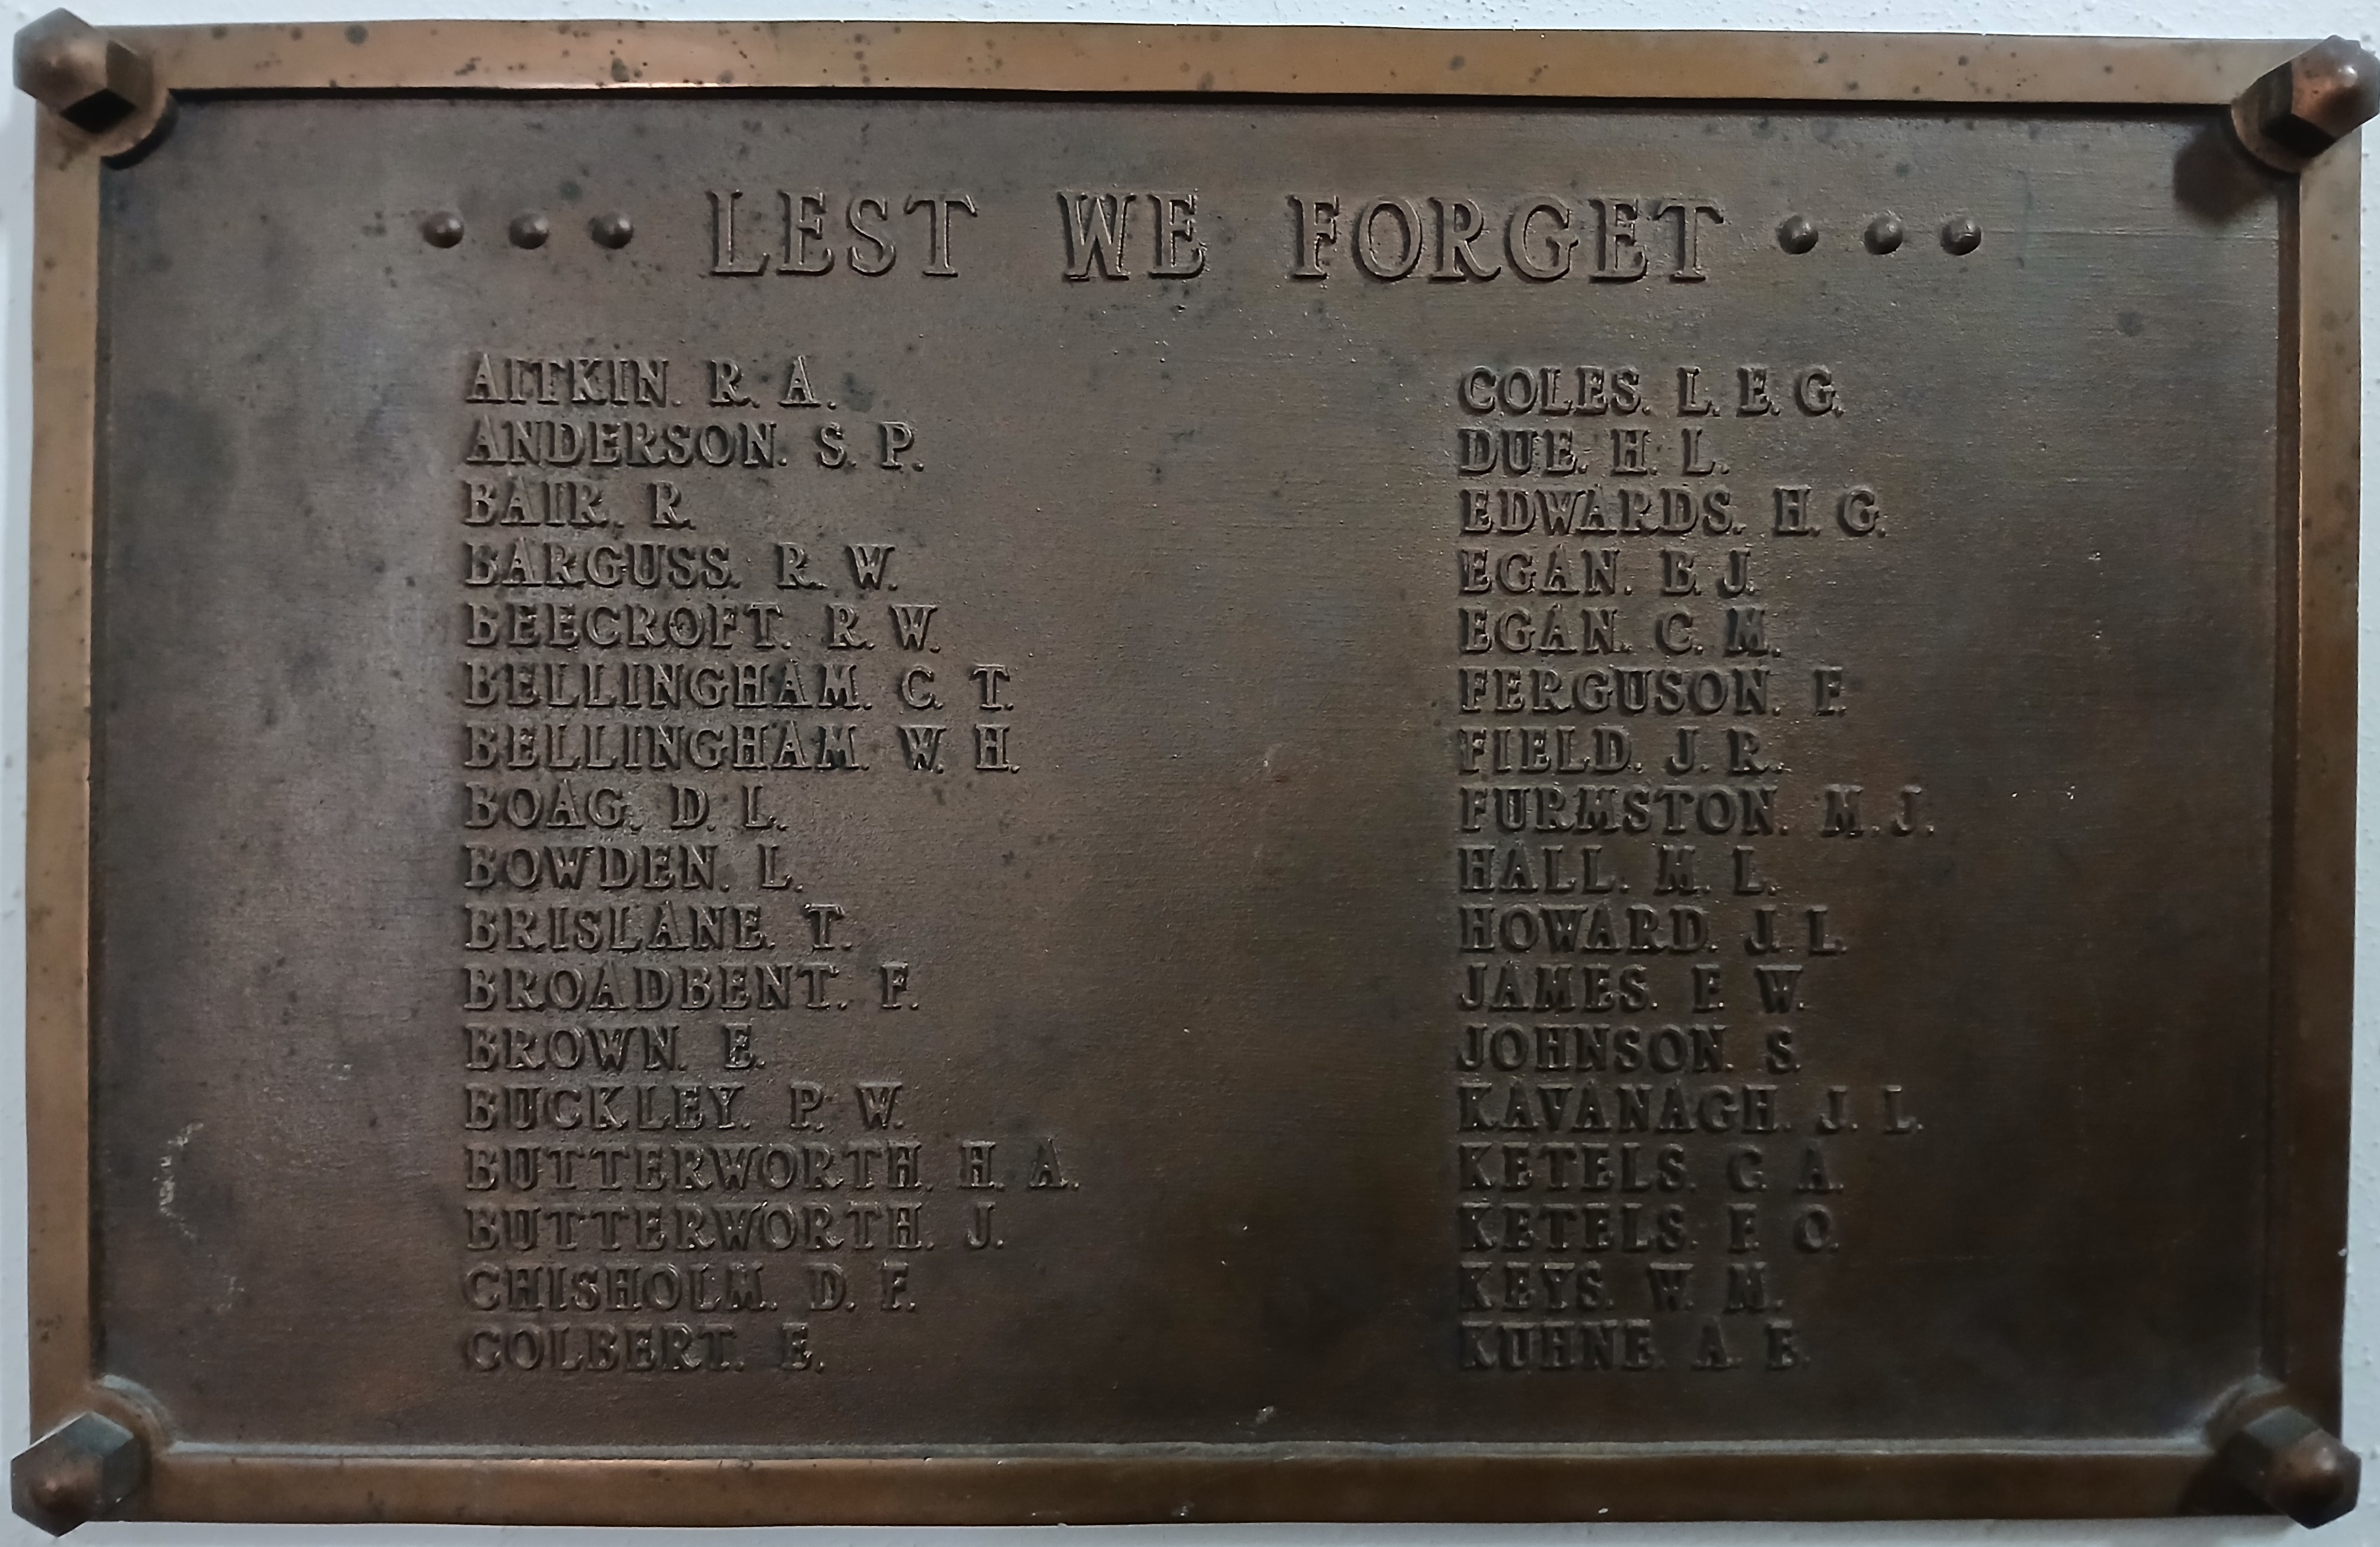 • • • LEST WE FORGET • • •
AITKIN. R. A.
ANDERSON. S. P.
BAIR. R.
BARGUSS. R. W.
BEECROFT. R. W.
BELLINGHAM. C. T.
BELLINGHAM. W. H.
BOAG. D. L.
BOWDEN. L.
BRISLANE. T.
BROADBENT. F.
BROWN. E.
BUCKLEY. P. W.
BUTTERWORTH. H. A.
BUTTERWORTH. J.
CHISHOLM. D. F.
COLBERT. E.
COLES. L. E. G.
DUE. H. L.
EDWARDS. H. G.
EGAN. B. J.
EGAN. C. M.
FERGUSON. F.
FIELD. J. R.
FURMSTON. M. J.
HALL. M. L.
HOWARD. J. L.
JAMES. F. W.
JOHNSON. S.
KAVANAGH. J. L.
KETELS. C. A.
KETELS. F. O.
KEYS. W. M.
KUHNE. A. E.